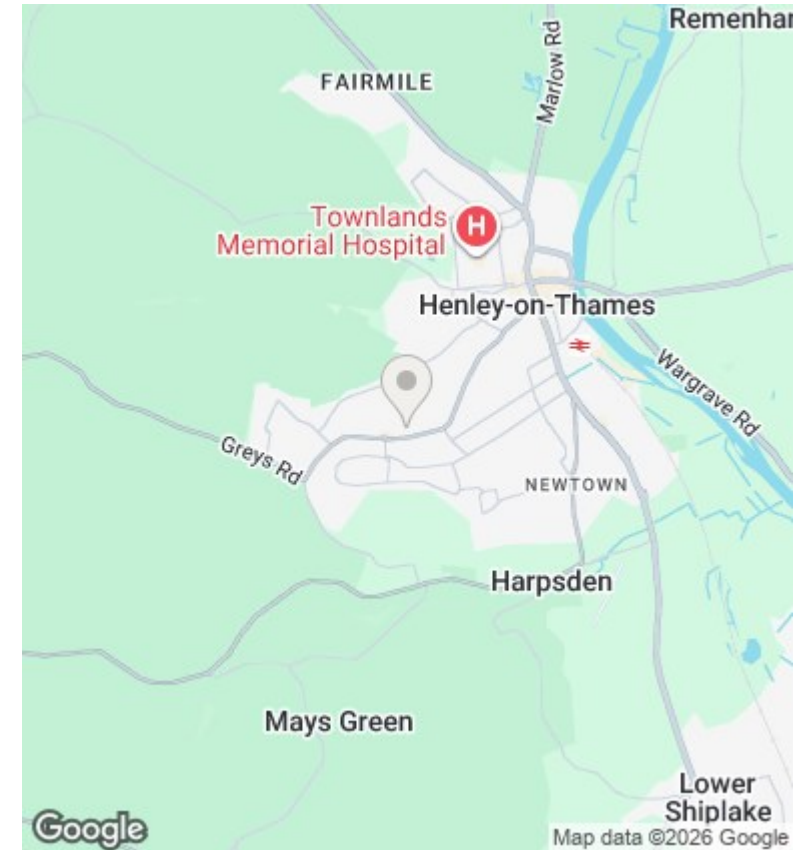 Remenhar
Marlow Rd
FAIRMILE
Townlands
Memorial Hospital
H
Henley-on-Thames
Wargrave Rd
Greys Rd
NEWTOWN
Harpsden
Mays Green
Lower
Shiplake
Google
Map data ©2026 Google